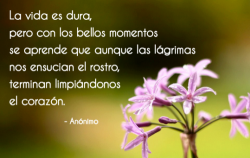 La vida es dura,
pero con los bellos momentos
se aprende que aunque las lágrimas
nos ensucian el rostro,
terminan limpiándonos
el corazón.
- Anónimo